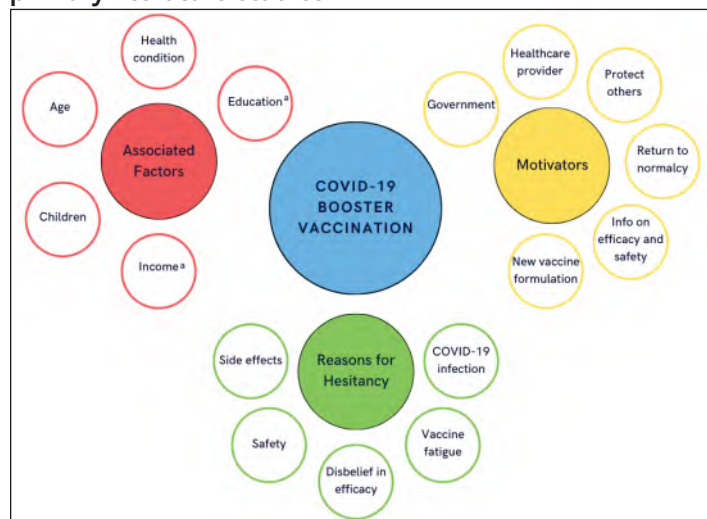 Health
condition
Age
Education a
Associated
Factors
Children
Income a
COVID-19
BOOSTER
VACCINATION
Healthcare
provider
Government
Protect
others
Motivators
Return to
normalcy
Info on
efficacy and
safety
New vaccine
formulation
Side effects
Reasons for
Hesitancy
COVID-19
infection
Safety
Vaccine
fatigue
Disbelief in
efficacy